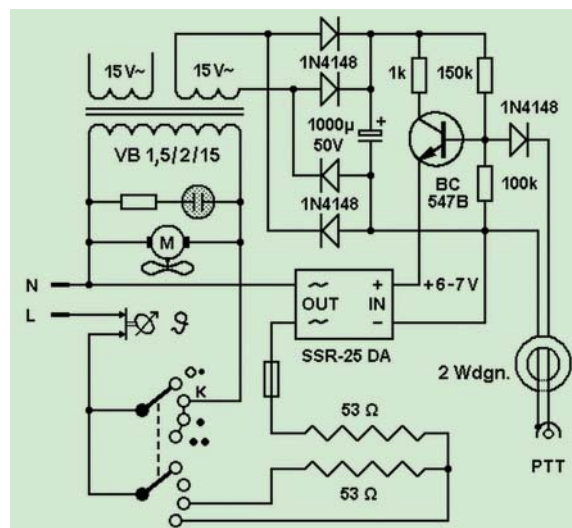 15V~
15V~
1N4148
1k
150k
1N4148
1000µ
50V
+
VB 1,5/2/15
BC
547B
100k
1N4148
M
N
OUT
+
IN
−
+6-7V
L
ϑ
SSR-25 DA
2 Wdgn.
K
53 Ω
53 Ω
PTT